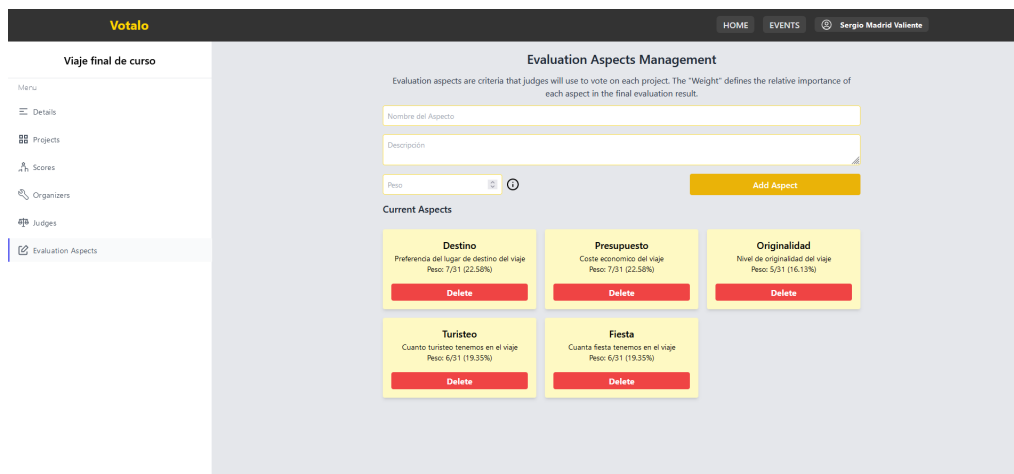 Votalo
HOME EVENTS Sergio Madrid Valiente
Viaje final de curso
Menu
Details
Projects
Scores
Organizers
Judges
Evaluation Aspects
Evaluation Aspects Management
Evaluation aspects are criteria that judges will use to vote on each project. The "Weight" defines the relative importance of
each aspect in the final evaluation result.
Nombre del Aspecto
Descripción
Peso
Add Aspect
Current Aspects
Destino
Preferencia del lugar de destino del viaje
Peso: 7/31 (22.58%)
Delete
Presupuesto
Coste economico del viaje
Peso: 7/31 (22.58%)
Delete
Originalidad
Nivel de originalidad del viaje
Peso: 5/31 (16.13%)
Delete
Turisteo
Cuanto turisteo tenemos en el viaje
Peso: 6/31 (19.35%)
Delete
Fiesta
Cuanta fiesta tenemos en el viaje
Peso: 6/31 (19.35%)
Delete